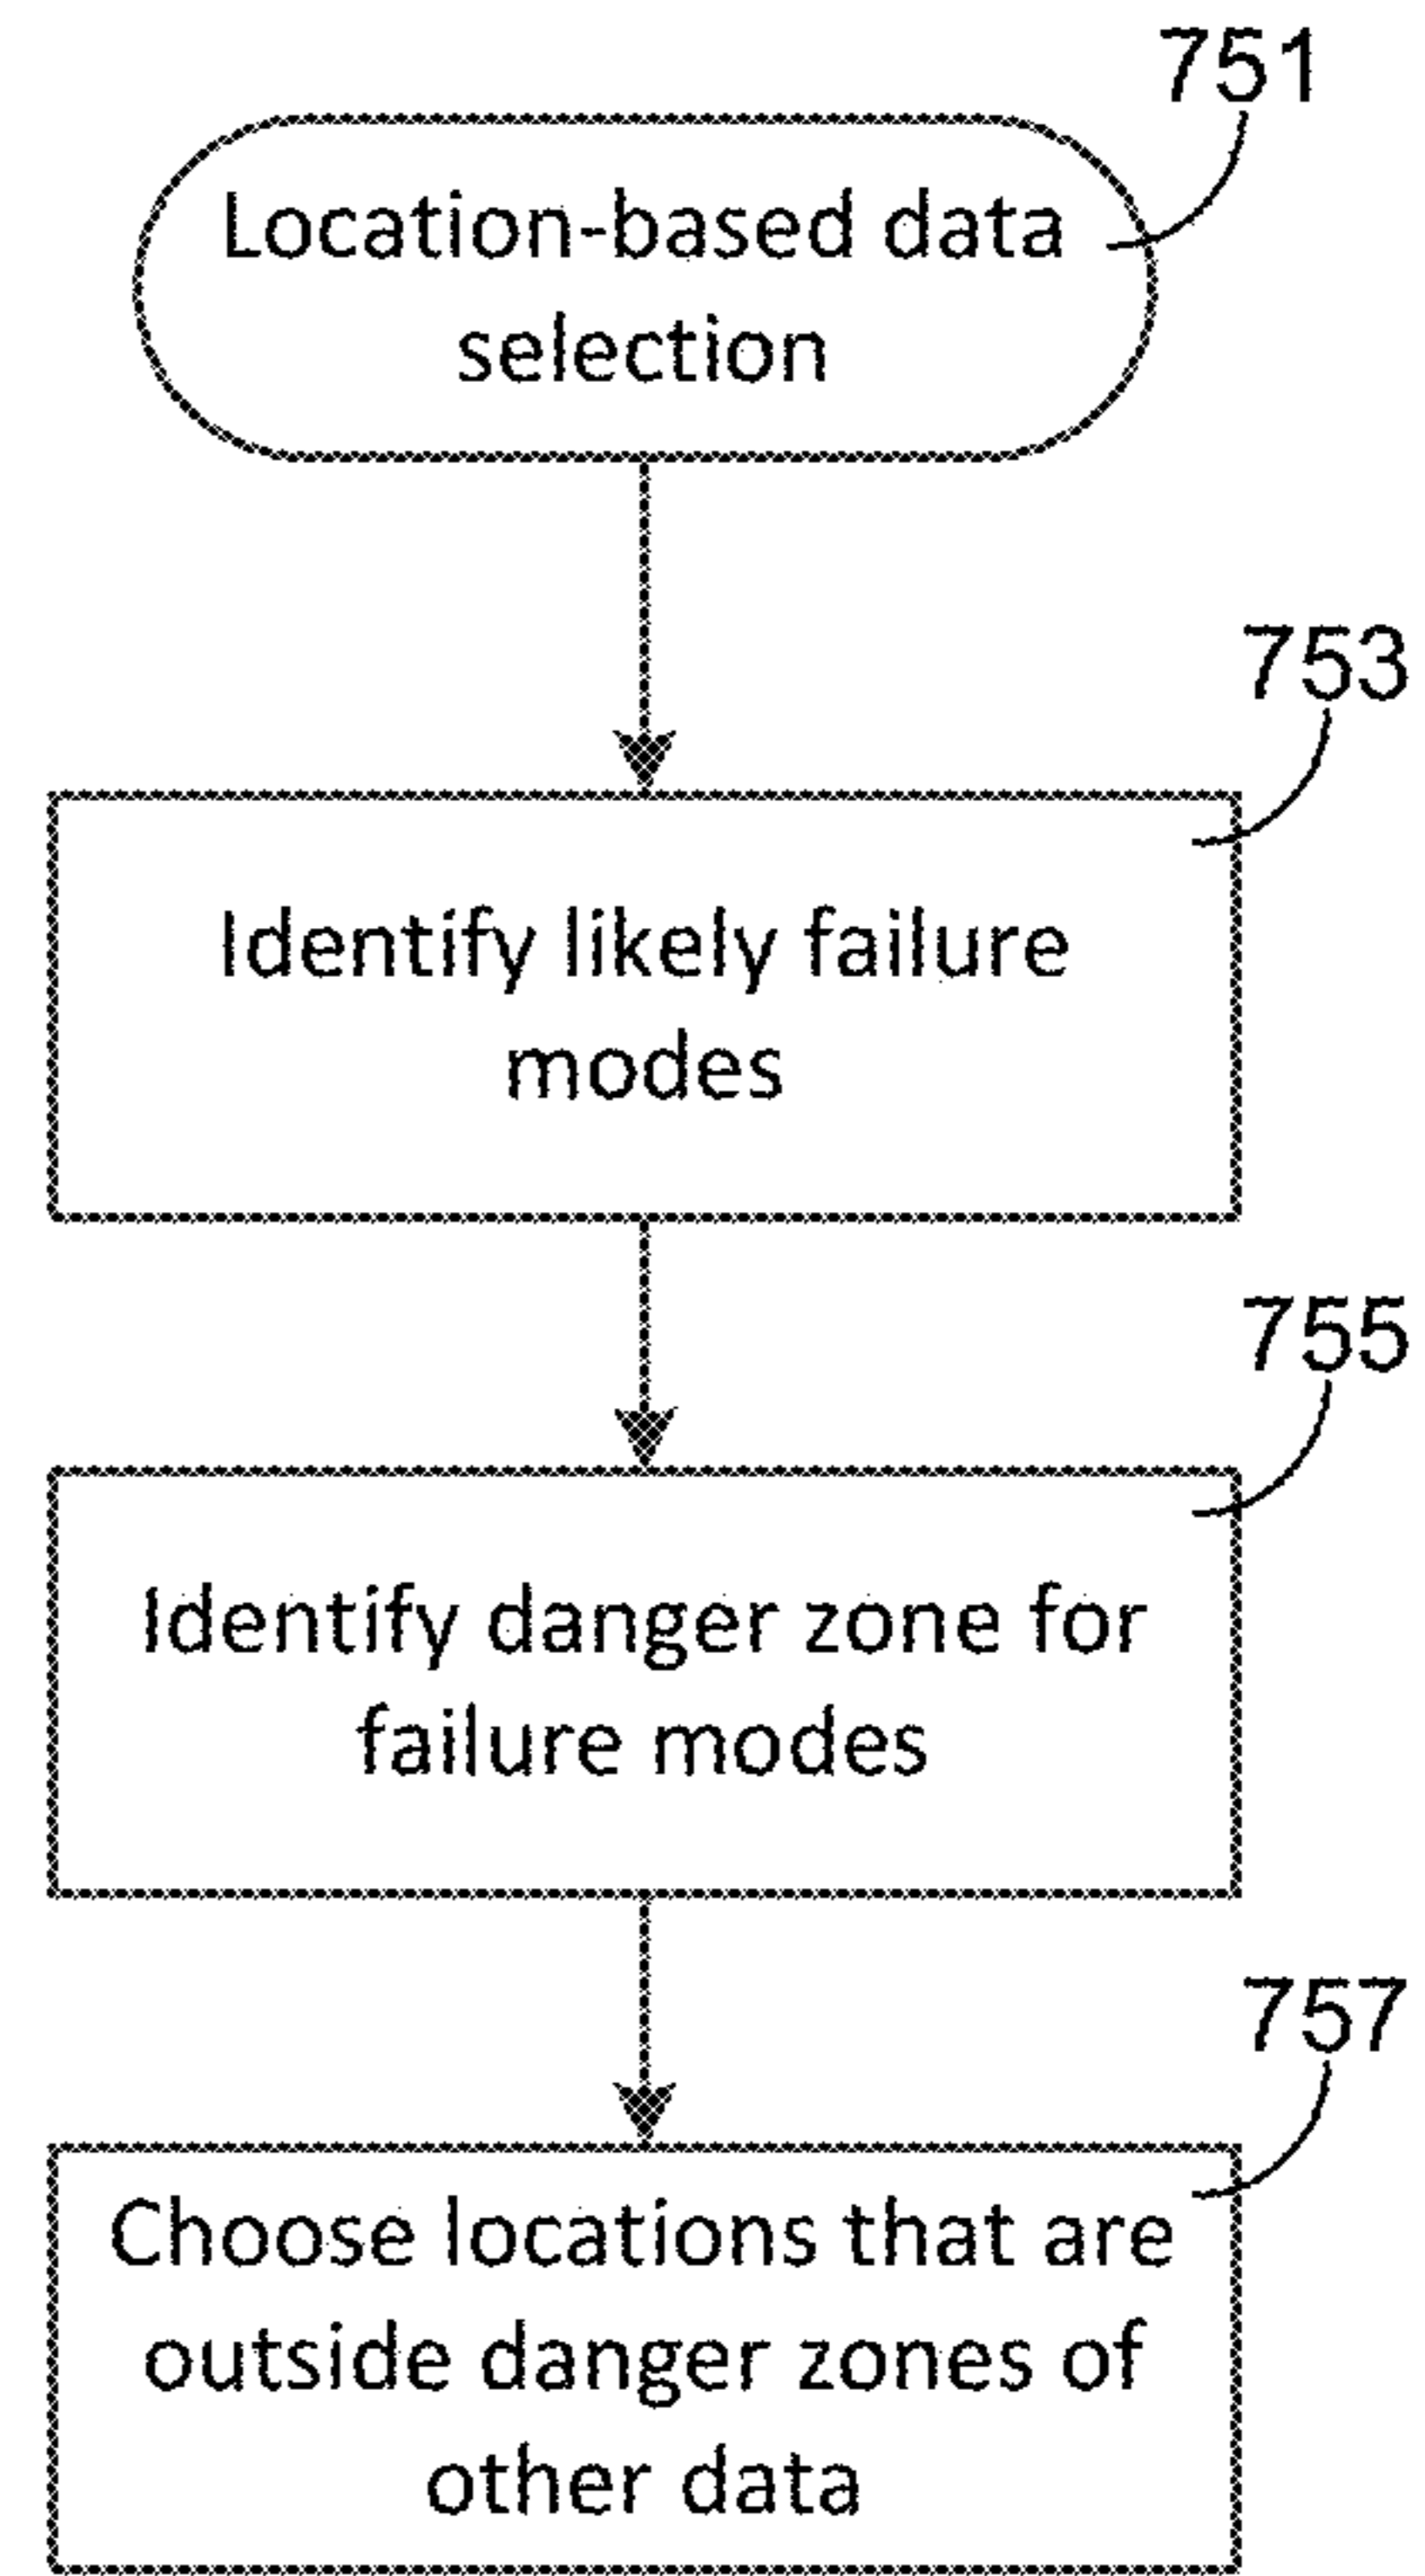 751
Location-based data
selection
753
Identify likely failure
modes
755
Identify danger zone for
failure modes
757
Choose locations that are
outside danger zones of
other data